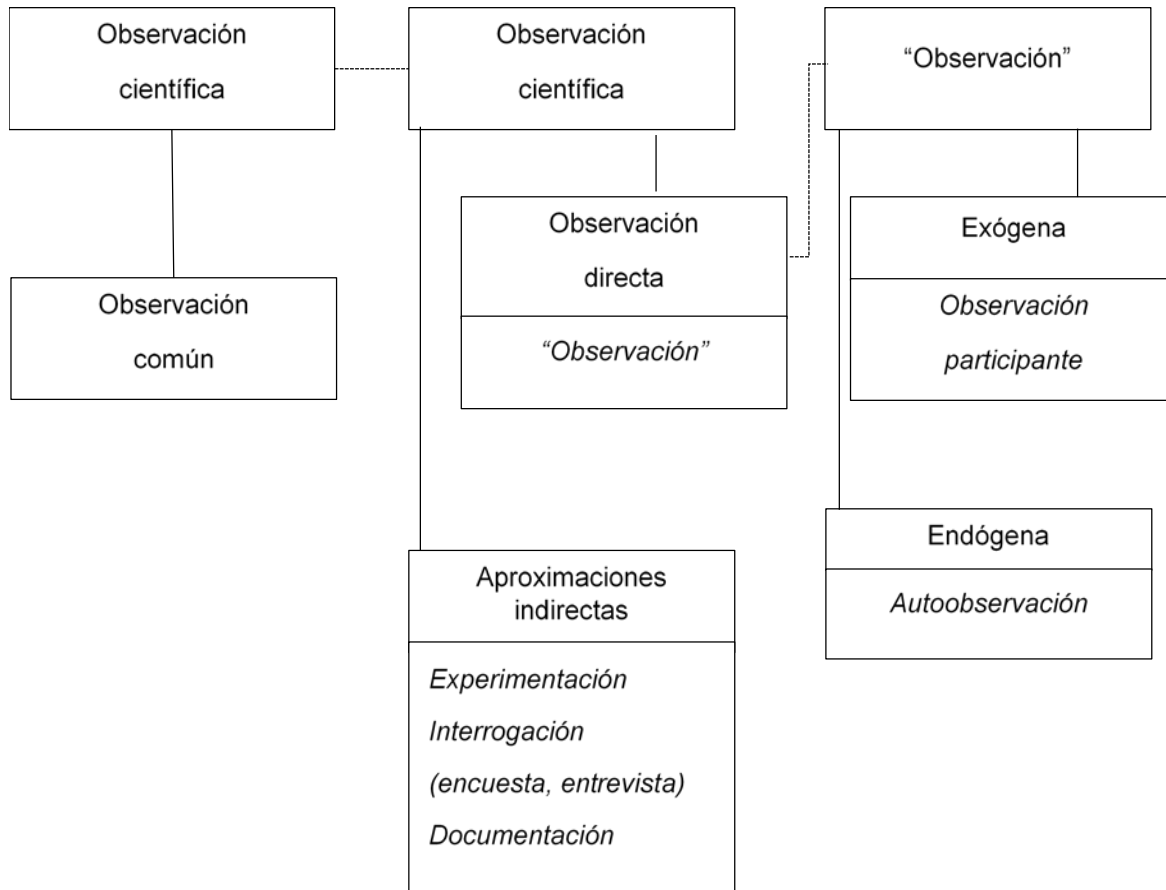 Observación
científica
Observación
común
Observación
científica
Observación
directa
“Observación”
Aproximaciones
indirectas
Experimentación
Interrogación
(encuesta, entrevista)
Documentación
“Observación”
Exógena
Observación
participante
Endógena
Autoobservación